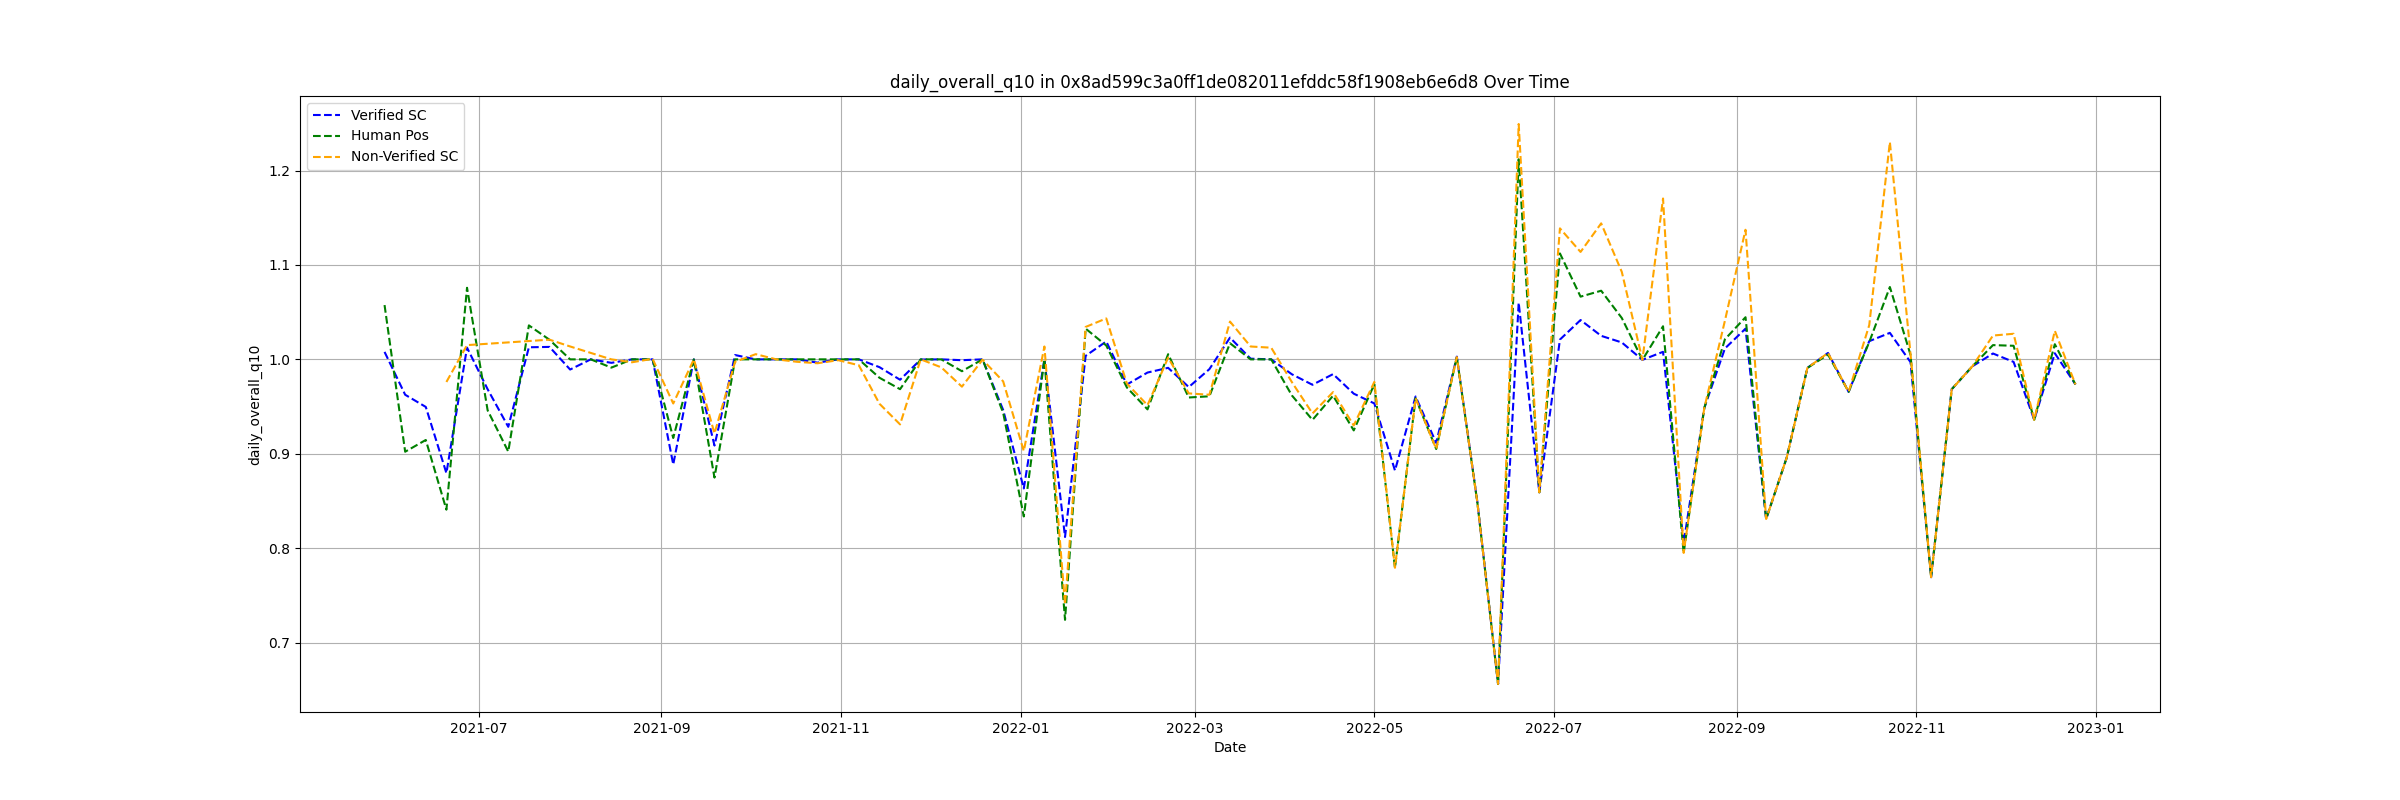 daily_overall_q10 in 0x8ad599c3a0ff1de082011efddc58f1908eb6e6d8 Over Time
Verified SC
Human Pos
Non-Verified SC
daily_overall_q10
1.2
1.1
1.0
0.9
0.8
0.7
2021-07
2021-09
2021-11
2022-01
2022-03
2022-05
2022-07
2022-09
2022-11
2023-01
Date